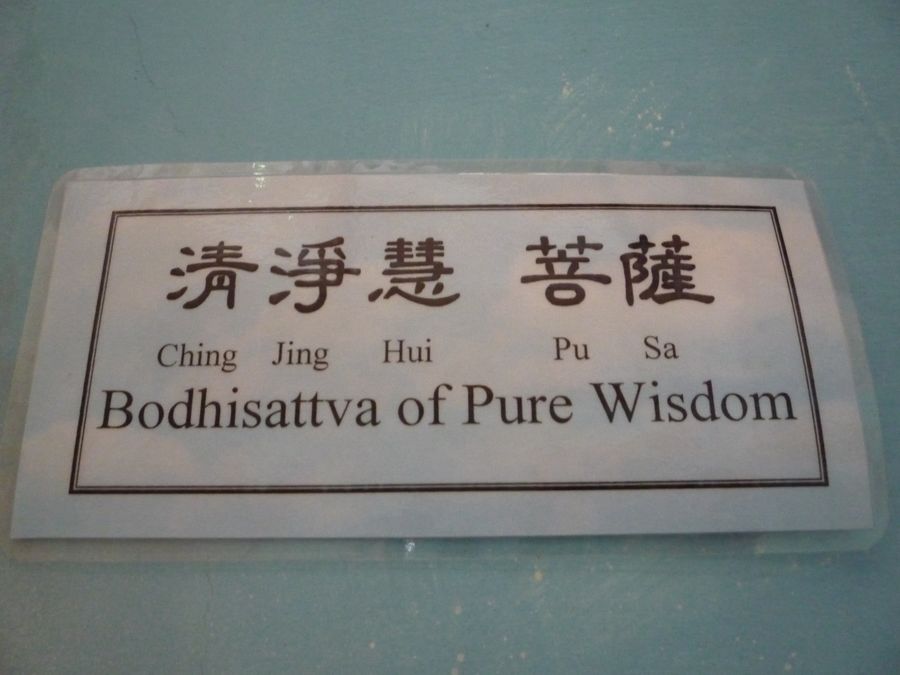 清淨慧 菩薩
Ching Jing Hui Pu Sa
Bodhisattva of Pure Wisdom